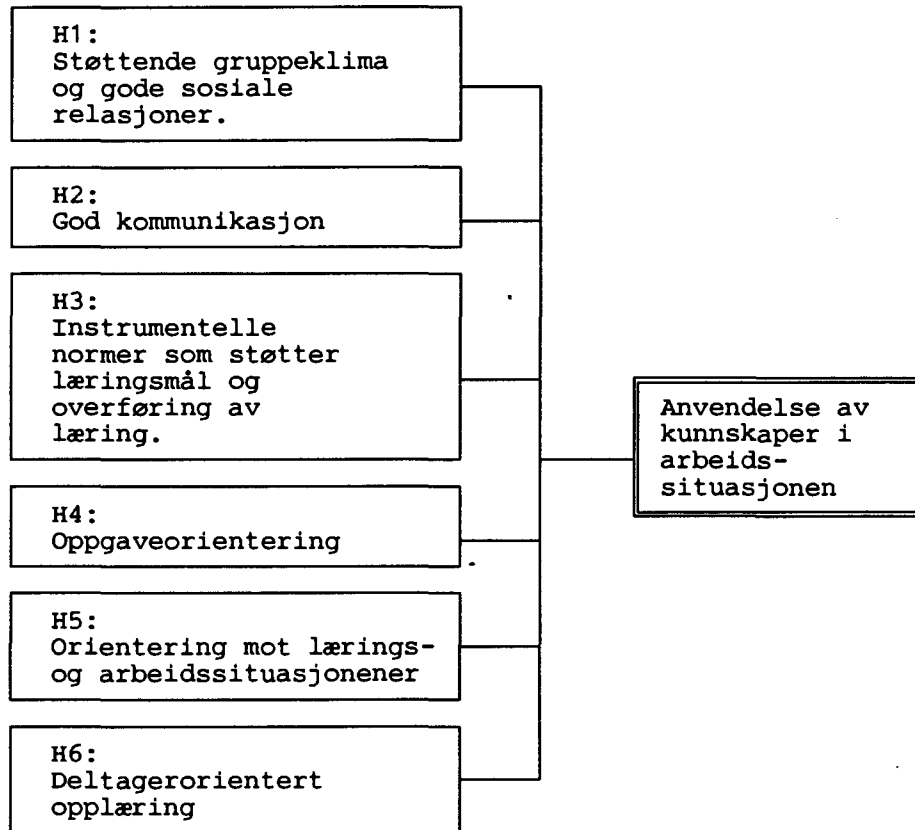 H1:
Støttende gruppeklima
og gode sosiale
relasjoner.
H2:
God kommunikasjon
H3:
Instrumentelle
normer som støtter
læringsmål og
overføring av
læring.
H4:
Oppgaveorientering
H5:
Orientering mot lærings-
og arbeidssituasjonener
H6:
Deltagerorientert
opplæring
Anvendelse av
kunnskaper i
arbeids-
situasjonen